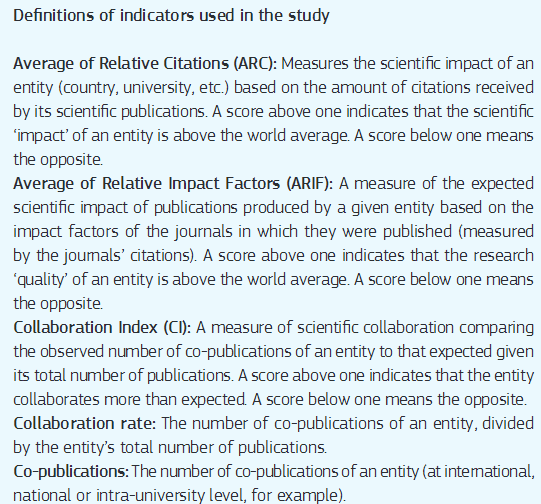 Definitions of indicators used in the study
Average of Relative Citations (ARC): Measures the scientific impact of an
entity (country, university, etc.) based on the amount of citations received
by its scientific publications. A score above one indicates that the scientific
‘impact’ of an entity is above the world average. A score below one means
the opposite.
Average of Relative Impact Factors (ARIF): A measure of the expected
scientific impact of publications produced by a given entity based on the
impact factors of the journals in which they were published (measured
by the journals’ citations). A score above one indicates that the research
‘quality’ of an entity is above the world average. A score below one means
the opposite.
Collaboration Index (CI): A measure of scientific collaboration comparing
the observed number of co-publications of an entity to that expected given
its total number of publications. A score above one indicates that the entity
collaborates more than expected. A score below one means the opposite.
Collaboration rate: The number of co-publications of an entity, divided
by the entity’s total number of publications.
Co-publications: The number of co-publications of an entity (at international,
national or intra-university level, for example).